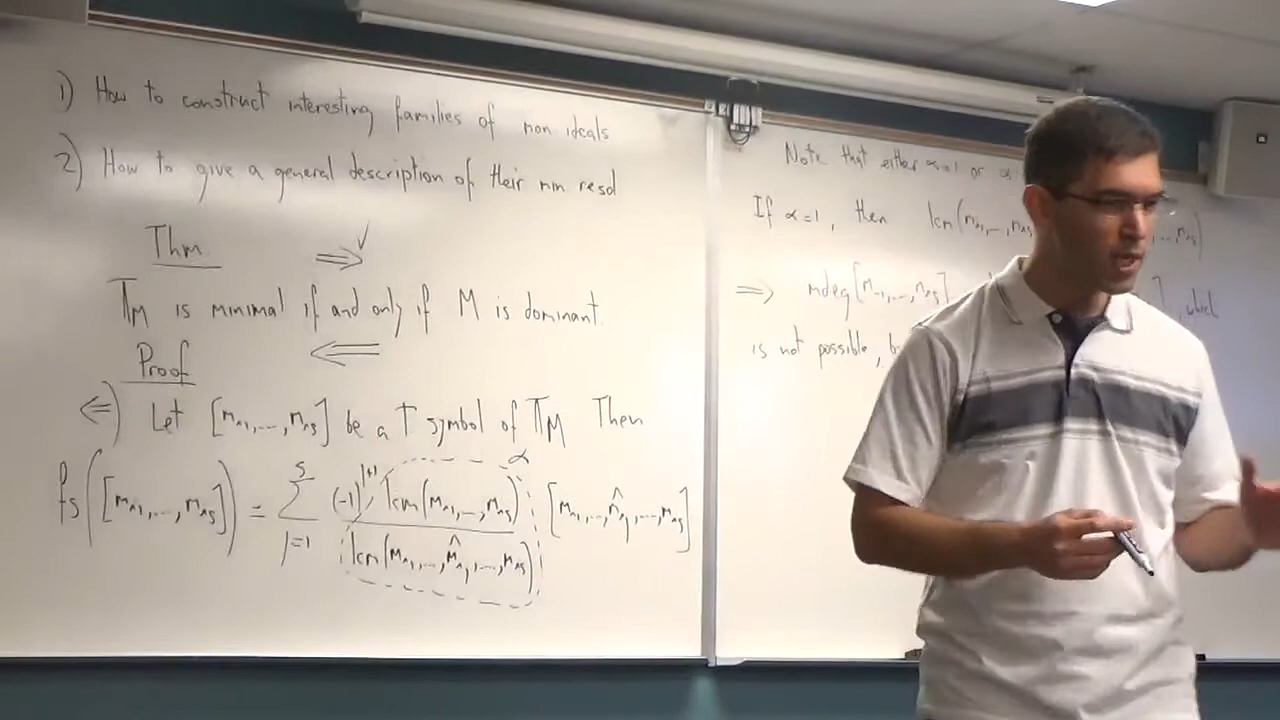 1) How to construct interesting families of mon ideals
2) How to give a general description of their min resol
Thm ⟹ ✓
𝕋_M is minimal if and only if M is dominant.
Proof ⟸
⟸) Let [m_{λ1},...,m_{λs}] be a T symbol of 𝕋_M Then
α
f_s([m_{λ1},...,m_{λs}]) = Σ_{j=1}^{s} (-1)^{j+1} lcm(m_{λ1},...,m_{λs}) / lcm(m_{λ1},...,m̂_{λj},...,m_{λs}) [m_{λ1},...,m̂_{λj},...,m_{λs}]
Note that either α=1 or α
If α=1, then lcm(m_{λ1},...,m_{λs} ...,m_{λs})
⟹ mdeg[m_{λ1},...,m_{λs}] ], which
is not possible,